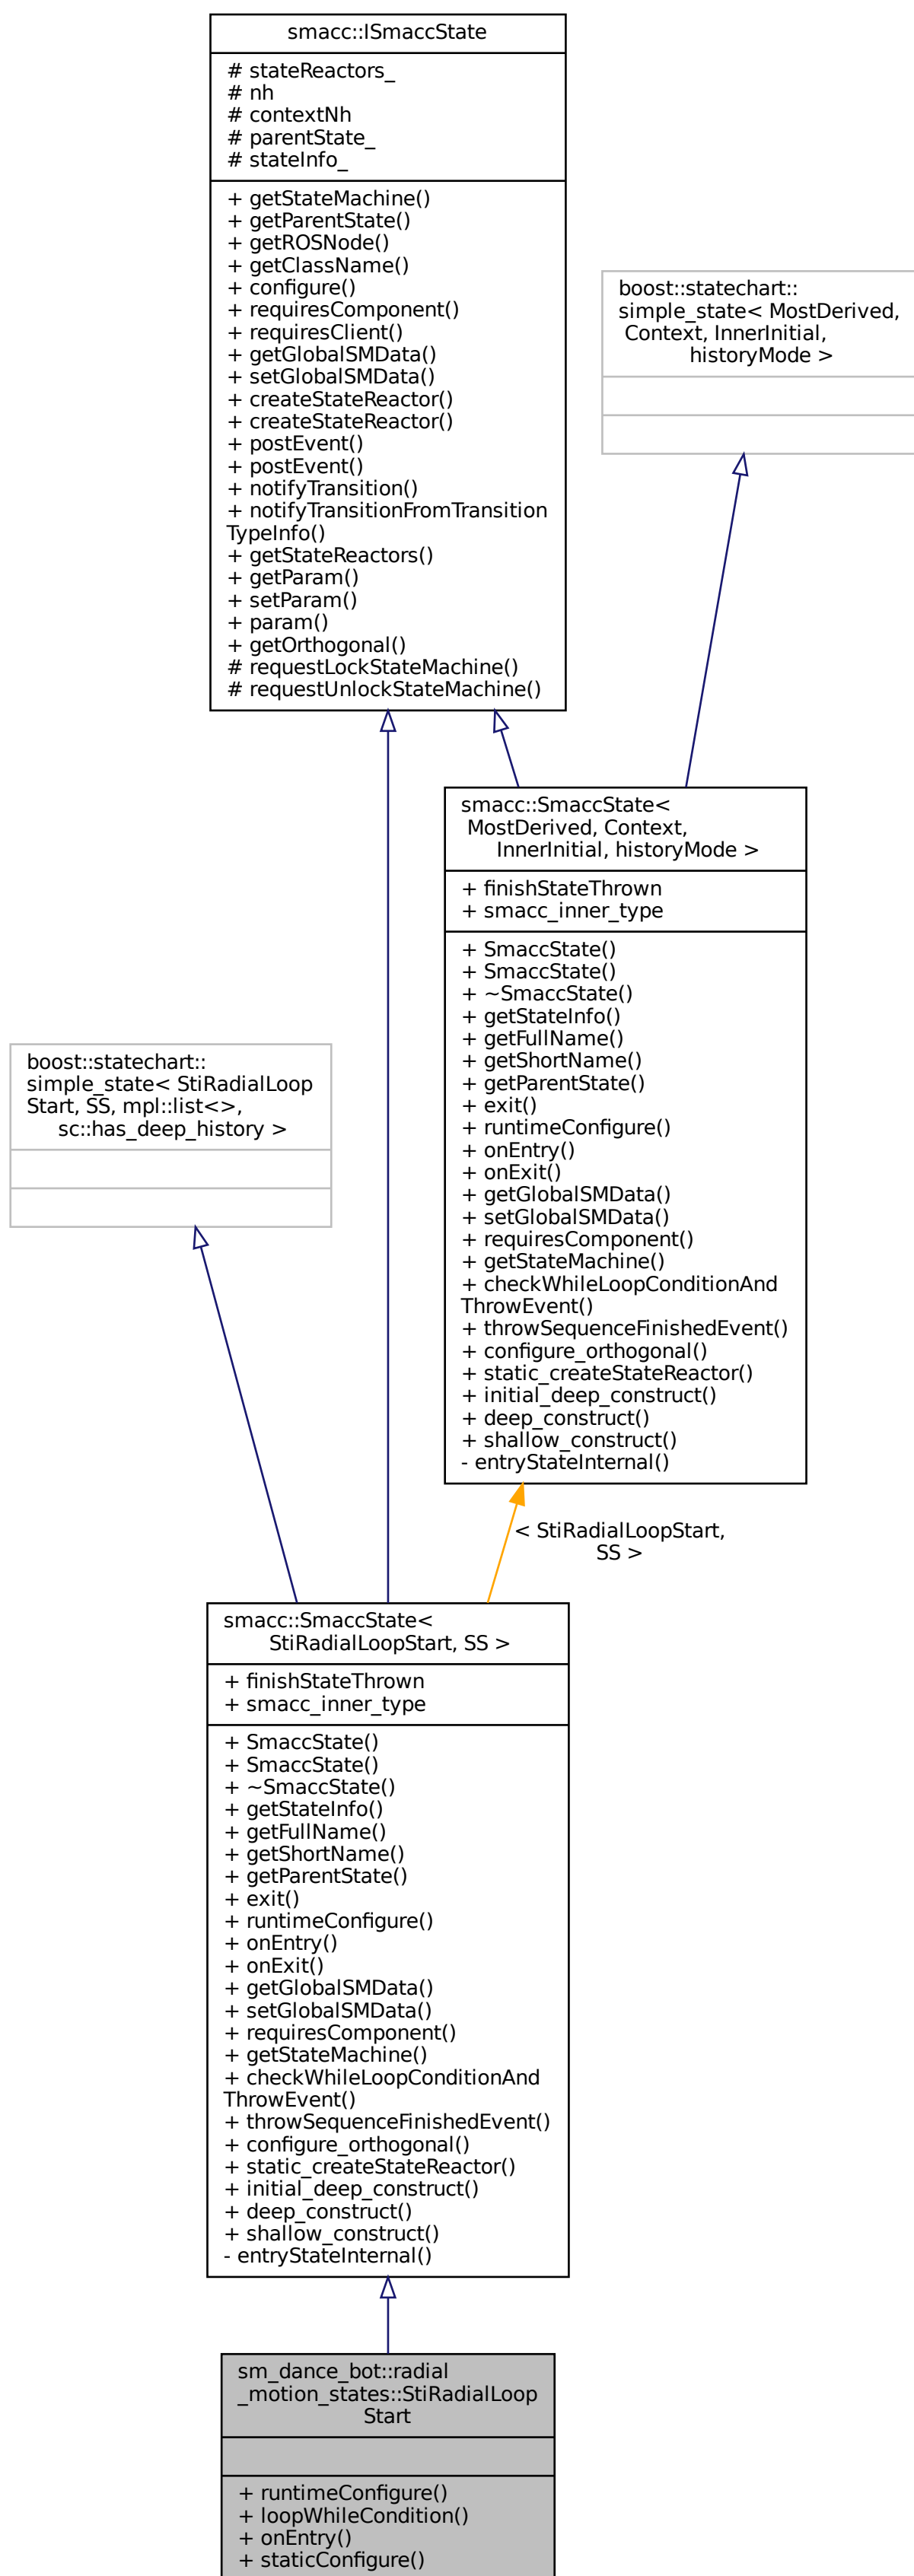 smacc::ISmaccState
# stateReactors_
# nh
# contextNh
# parentState_
# stateInfo_
+ getStateMachine()
+ getParentState()
+ getROSNode()
+ getClassName()
+ configure()
+ requiresComponent()
+ requiresClient()
+ getGlobalSMData()
+ setGlobalSMData()
+ createStateReactor()
+ createStateReactor()
+ postEvent()
+ postEvent()
+ notifyTransition()
+ notifyTransitionFromTransition
TypeInfo()
+ getStateReactors()
+ getParam()
+ setParam()
+ param()
+ getOrthogonal()
# requestLockStateMachine()
# requestUnlockStateMachine()
boost::statechart::
simple_state< MostDerived,
Context, InnerInitial,
historyMode >
smacc::SmaccState<
MostDerived, Context,
InnerInitial, historyMode >
+ finishStateThrown
+ smacc_inner_type
+ SmaccState()
+ SmaccState()
+ ~SmaccState()
+ getStateInfo()
+ getFullName()
+ getShortName()
+ getParentState()
+ exit()
+ runtimeConfigure()
+ onEntry()
+ onExit()
+ getGlobalSMData()
+ setGlobalSMData()
+ requiresComponent()
+ getStateMachine()
+ checkWhileLoopConditionAnd
ThrowEvent()
+ throwSequenceFinishedEvent()
+ configure_orthogonal()
+ static_createStateReactor()
+ initial_deep_construct()
+ deep_construct()
+ shallow_construct()
- entryStateInternal()
boost::statechart::
simple_state< StiRadialLoop
Start, SS, mpl::list<>,
sc::has_deep_history >
< StiRadialLoopStart,
SS >
smacc::SmaccState<
StiRadialLoopStart, SS >
+ finishStateThrown
+ smacc_inner_type
+ SmaccState()
+ SmaccState()
+ ~SmaccState()
+ getStateInfo()
+ getFullName()
+ getShortName()
+ getParentState()
+ exit()
+ runtimeConfigure()
+ onEntry()
+ onExit()
+ getGlobalSMData()
+ setGlobalSMData()
+ requiresComponent()
+ getStateMachine()
+ checkWhileLoopConditionAnd
ThrowEvent()
+ throwSequenceFinishedEvent()
+ configure_orthogonal()
+ static_createStateReactor()
+ initial_deep_construct()
+ deep_construct()
+ shallow_construct()
- entryStateInternal()
sm_dance_bot::radial
_motion_states::StiRadialLoop
Start
+ runtimeConfigure()
+ loopWhileCondition()
+ onEntry()
+ staticConfigure()